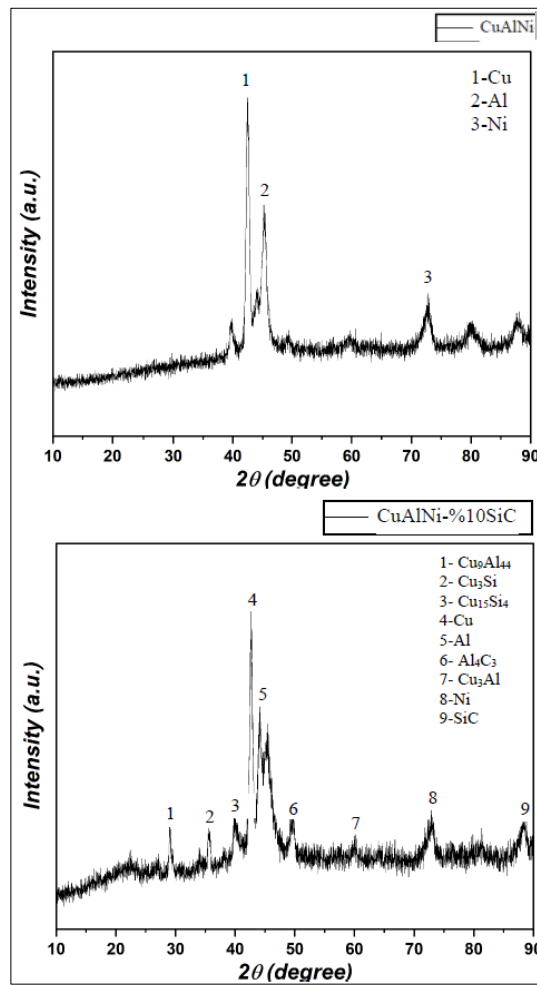 CuAlNi
1-Cu
2-Al
3-Ni
1
2
3
Intensity (a.u.)
10 20 30 40 50 60 70 80 90
2θ (degree)
CuAlNi-%10SiC
1- Cu₉Al₄₄
2- Cu₃Si
3- Cu₁₅Si₄
4-Cu
5-Al
6- Al₄C₃
7- Cu₃Al
8-Ni
9-SiC
4
5
1
2
3
6
7
8
9
Intensity (a.u.)
10 20 30 40 50 60 70 80 90
2θ (degree)